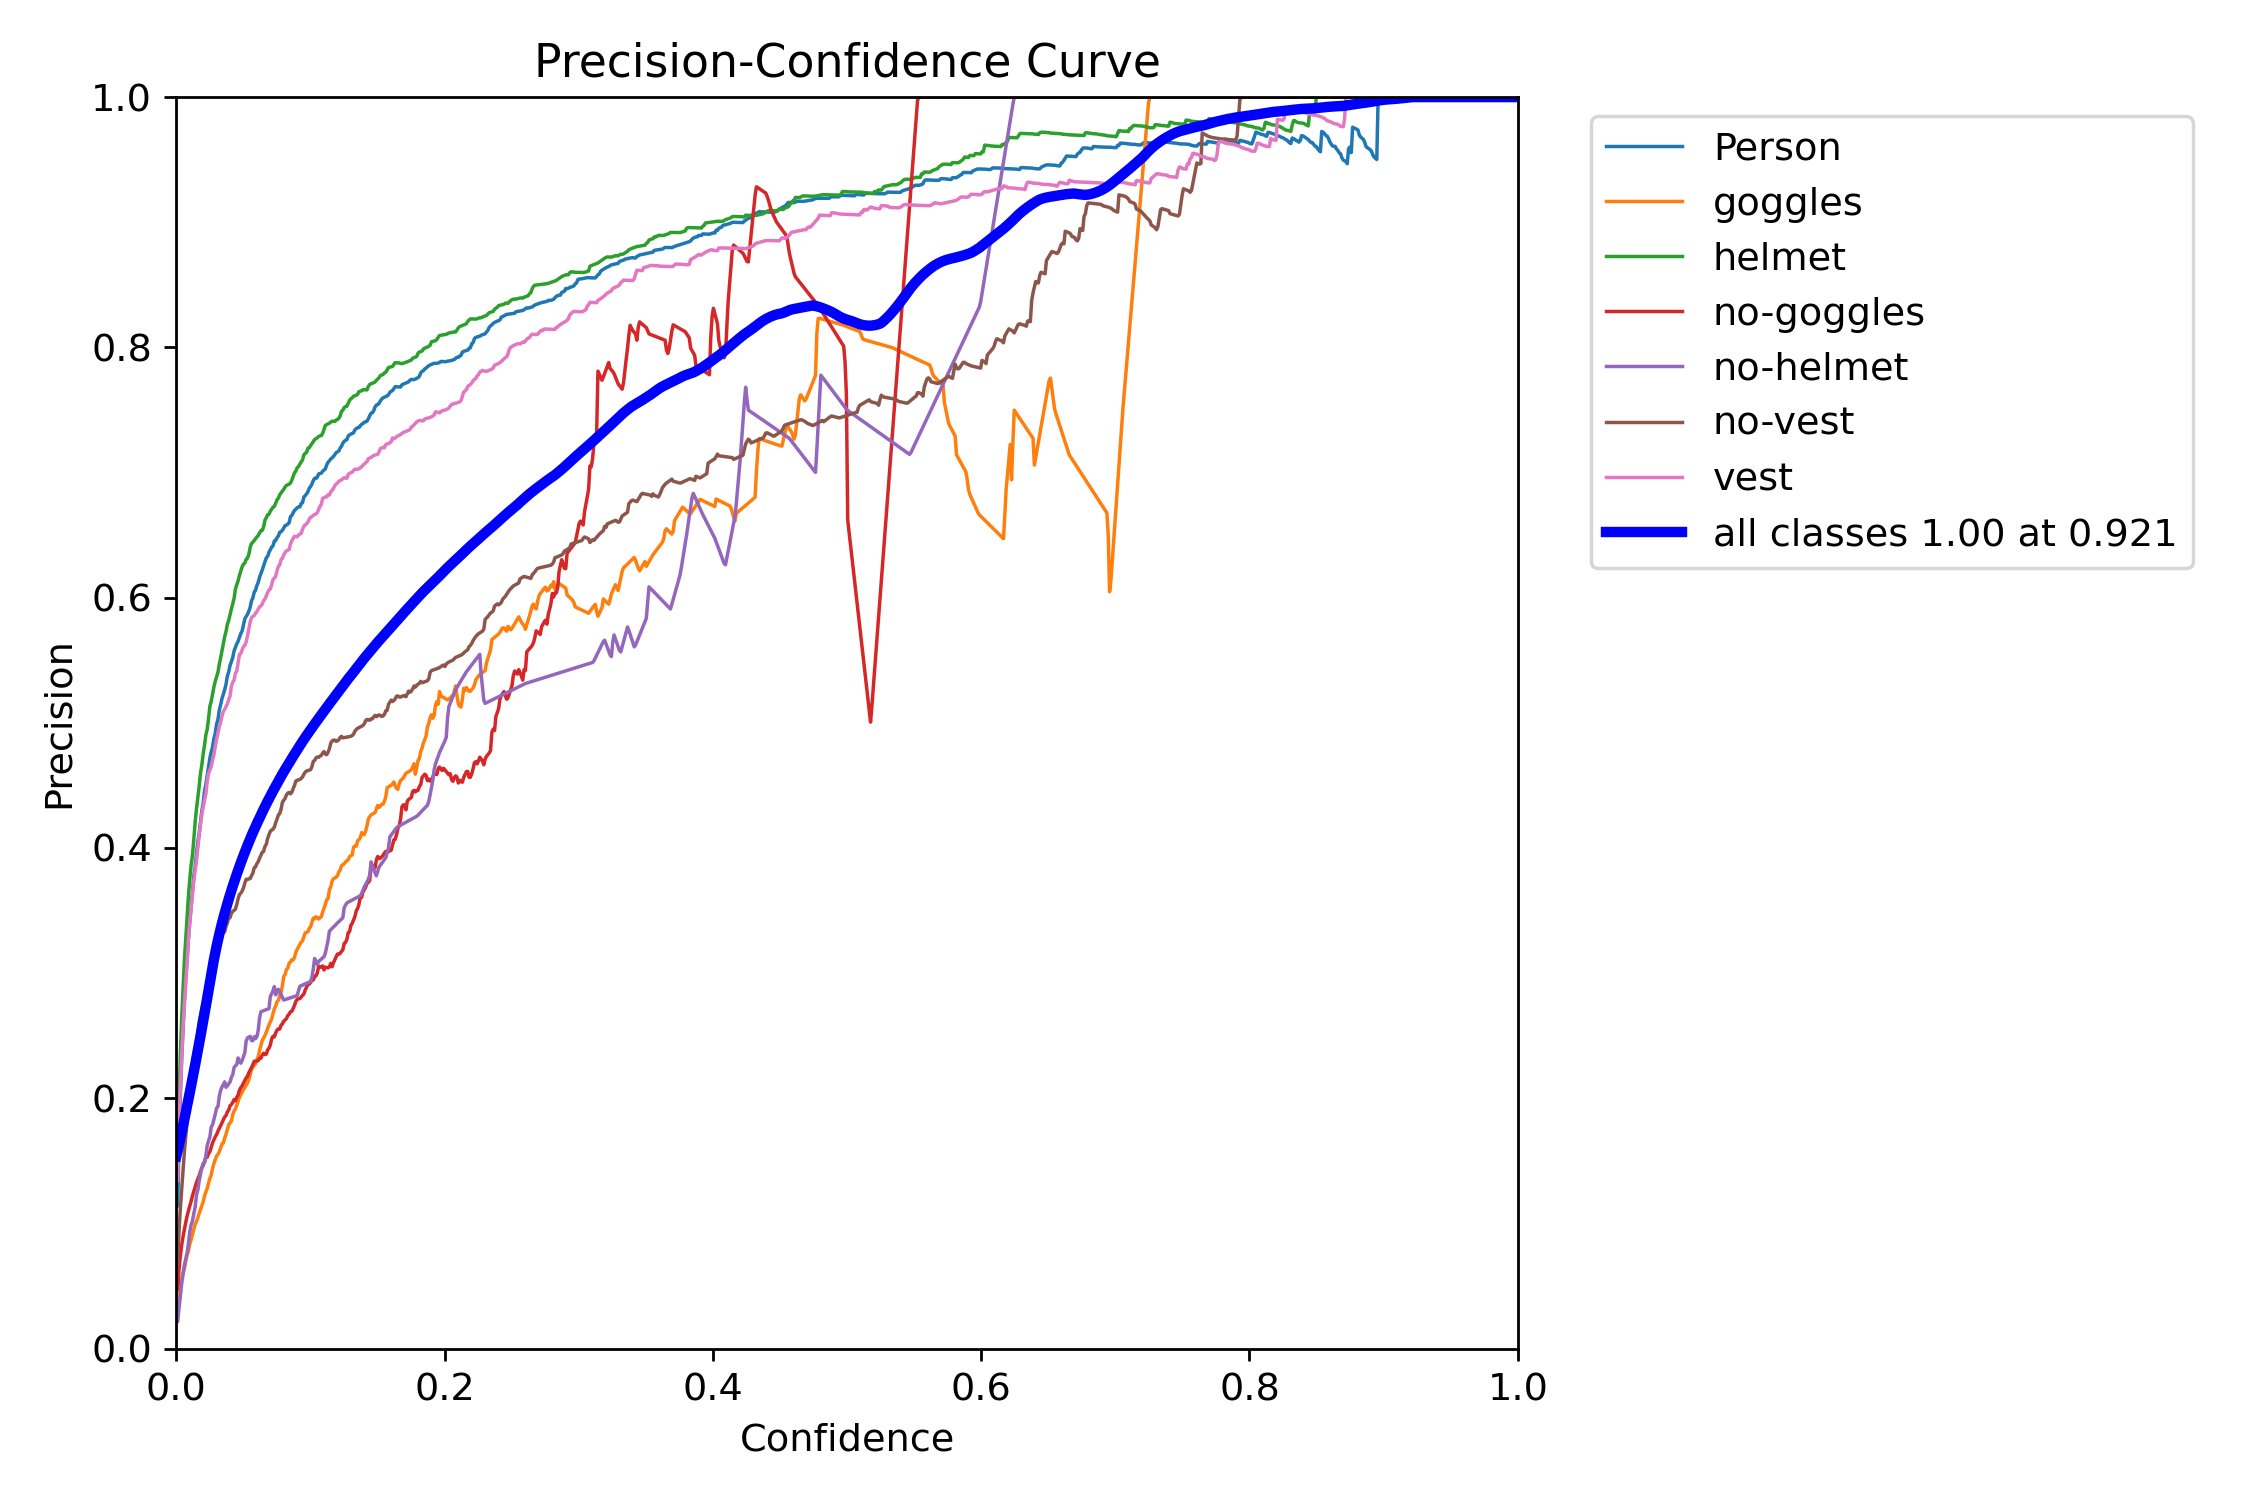 Precision-Confidence Curve
1.0
0.8
0.6
0.4
0.2
0.0
Precision
0.0 0.2 0.4 0.6 0.8 1.0
Confidence
Person
goggles
helmet
no-goggles
no-helmet
no-vest
vest
all classes 1.00 at 0.921